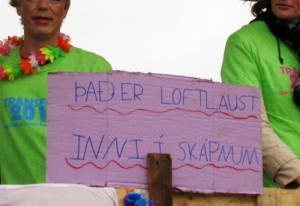 ÞAÐ ER LOFTLAUST
INNI Í SKÁPNUM